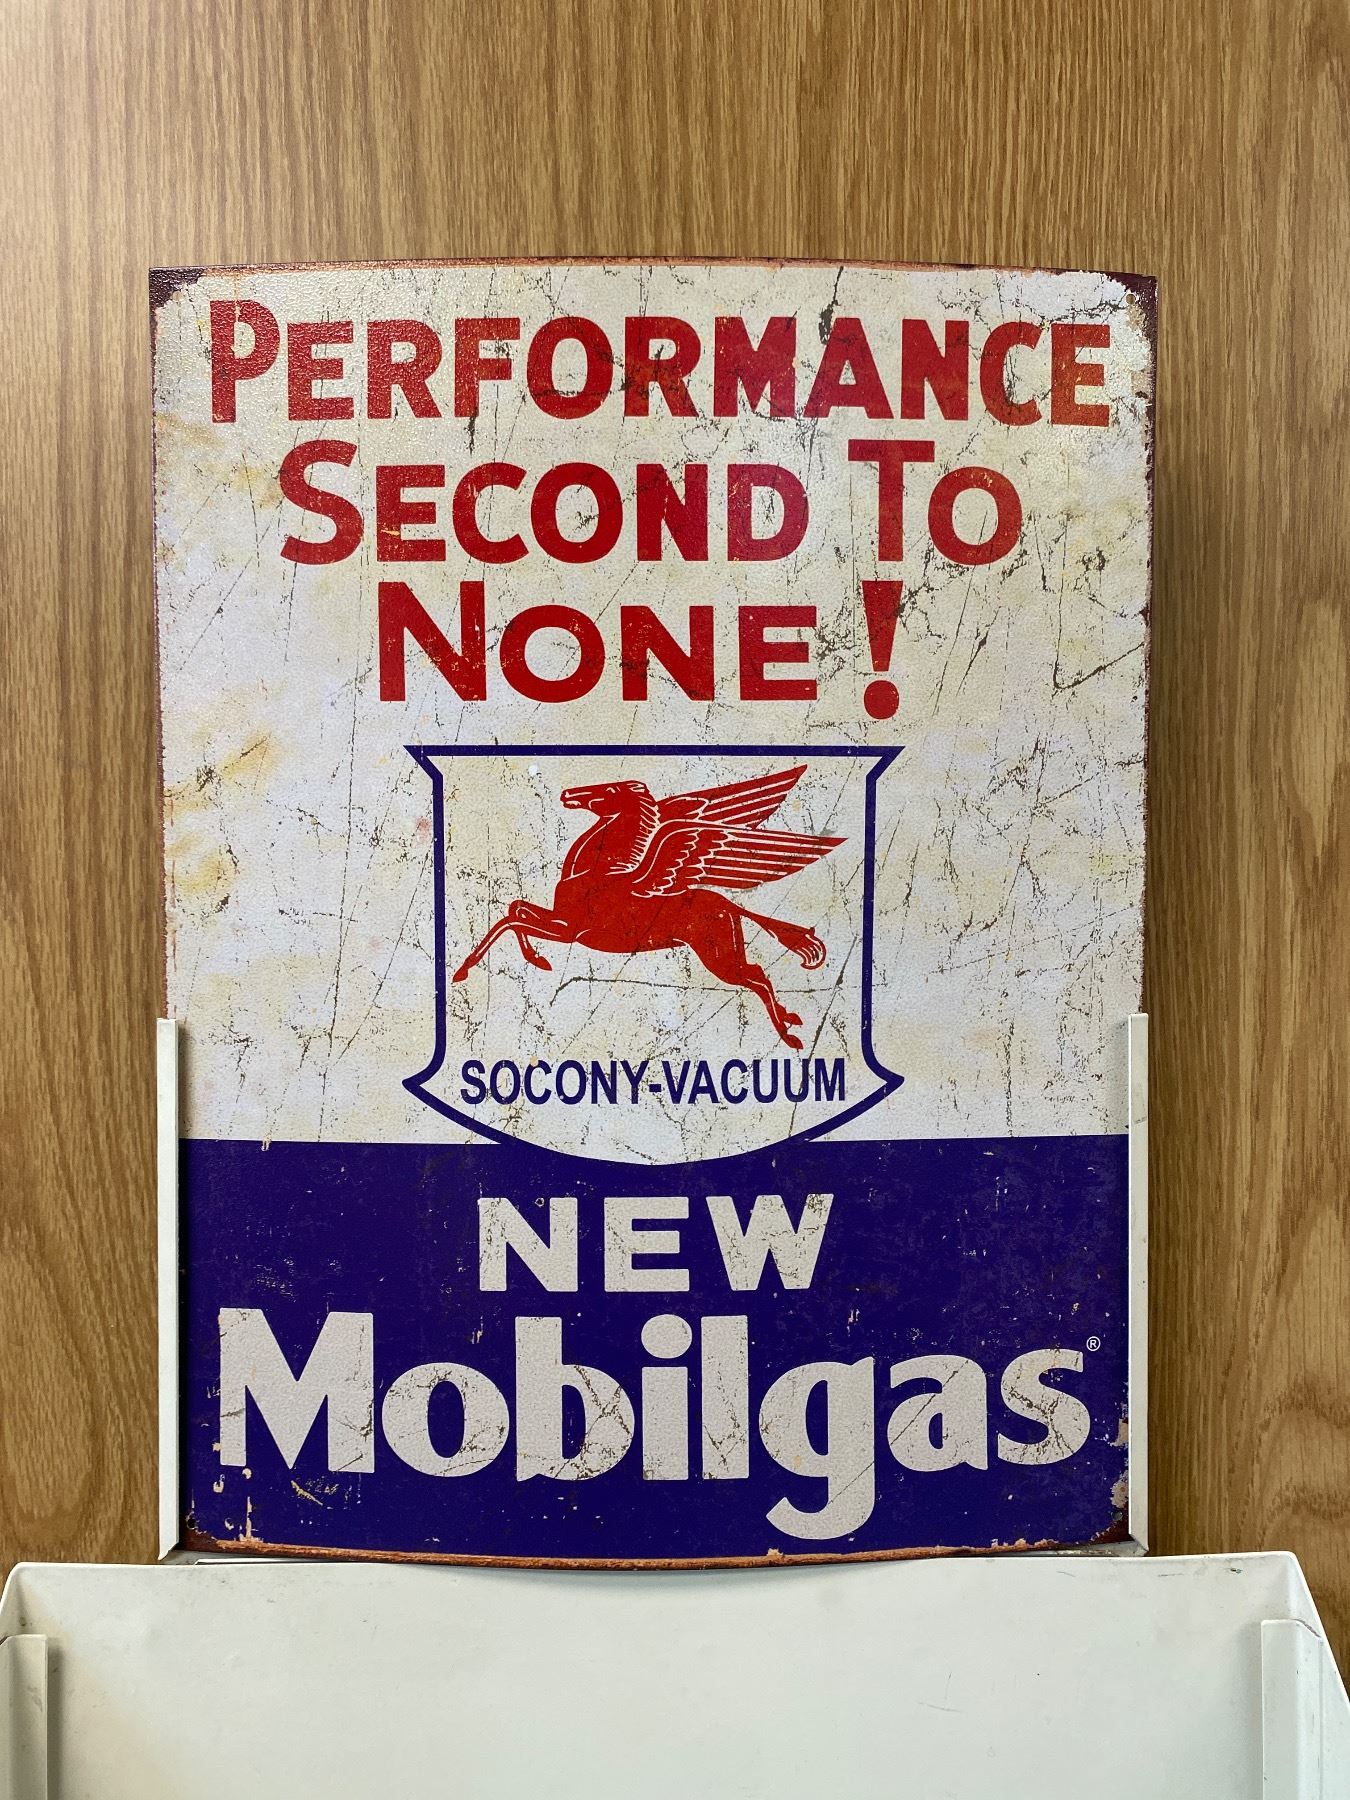 PERFORMANCE
SECOND TO
NONE!
SOCONY-VACUUM
NEW
Mobilgas®